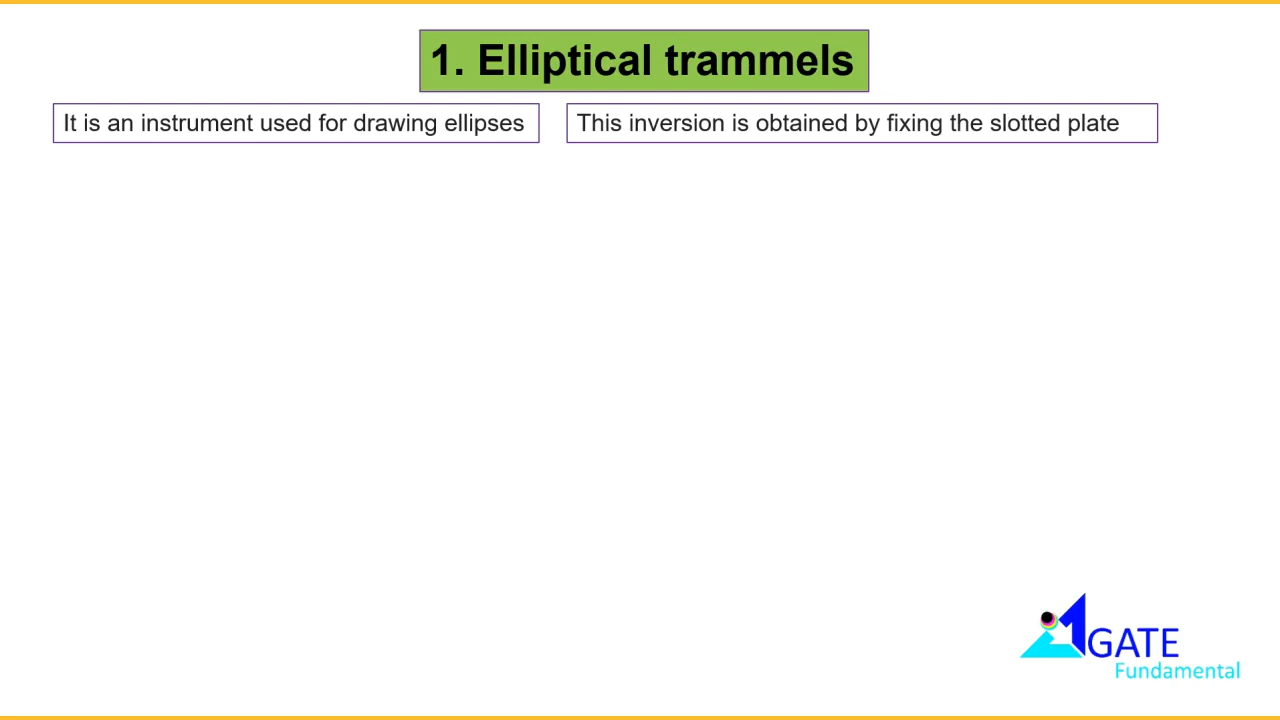 1. Elliptical trammels
It is an instrument used for drawing ellipses
This inversion is obtained by fixing the slotted plate
GATE
Fundamental